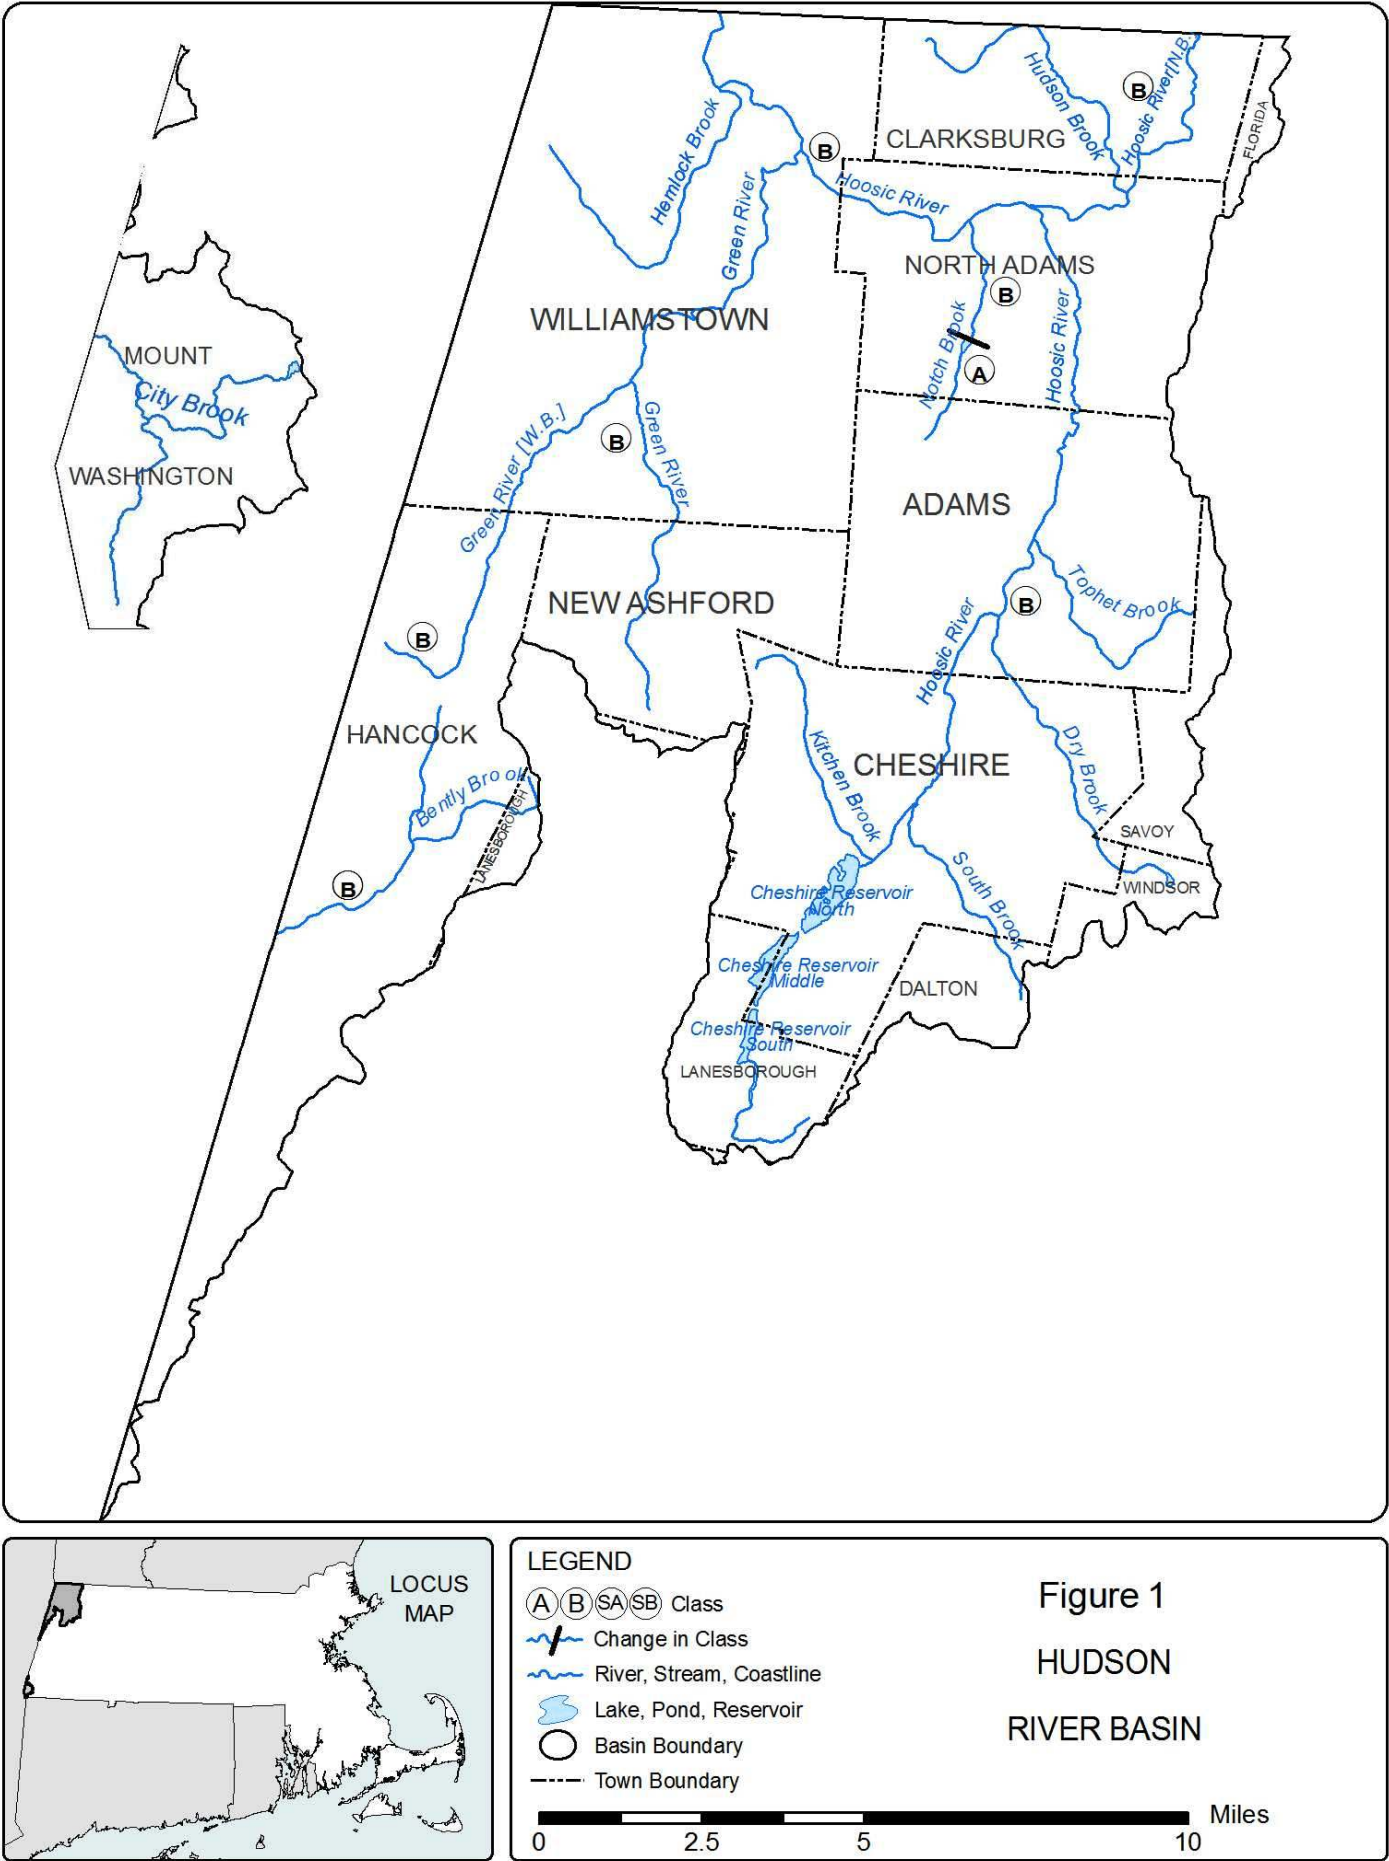 Hudson Brook
Hoosic River[N.B.]
B
CLARKSBURG
FLORIDA
Hemlock Brook
B
Hoosic River
Green River
NORTH ADAMS
B
WILLIAMSTOWN
Notch Brook
A
Hoosic River
MOUNT
City Brook
WASHINGTON
Green River [W.B.]
B
Green River
ADAMS
NEW ASHFORD
B
Tophet Brook
B
Hoosic River
HANCOCK
Bently Brook
LANESBOROUGH
B
Kitchen Brook
CHESHIRE
Dry Brook
SAVOY
WINDSOR
South Brook
Cheshire Reservoir
North
Cheshire Reservoir
Middle
DALTON
Cheshire Reservoir
South
LANESBOROUGH
LOCUS
MAP
LEGEND
A B SA SB Class
Change in Class
River, Stream, Coastline
Lake, Pond, Reservoir
Basin Boundary
Town Boundary
Figure 1
HUDSON
RIVER BASIN
Miles
0 2.5 5 10